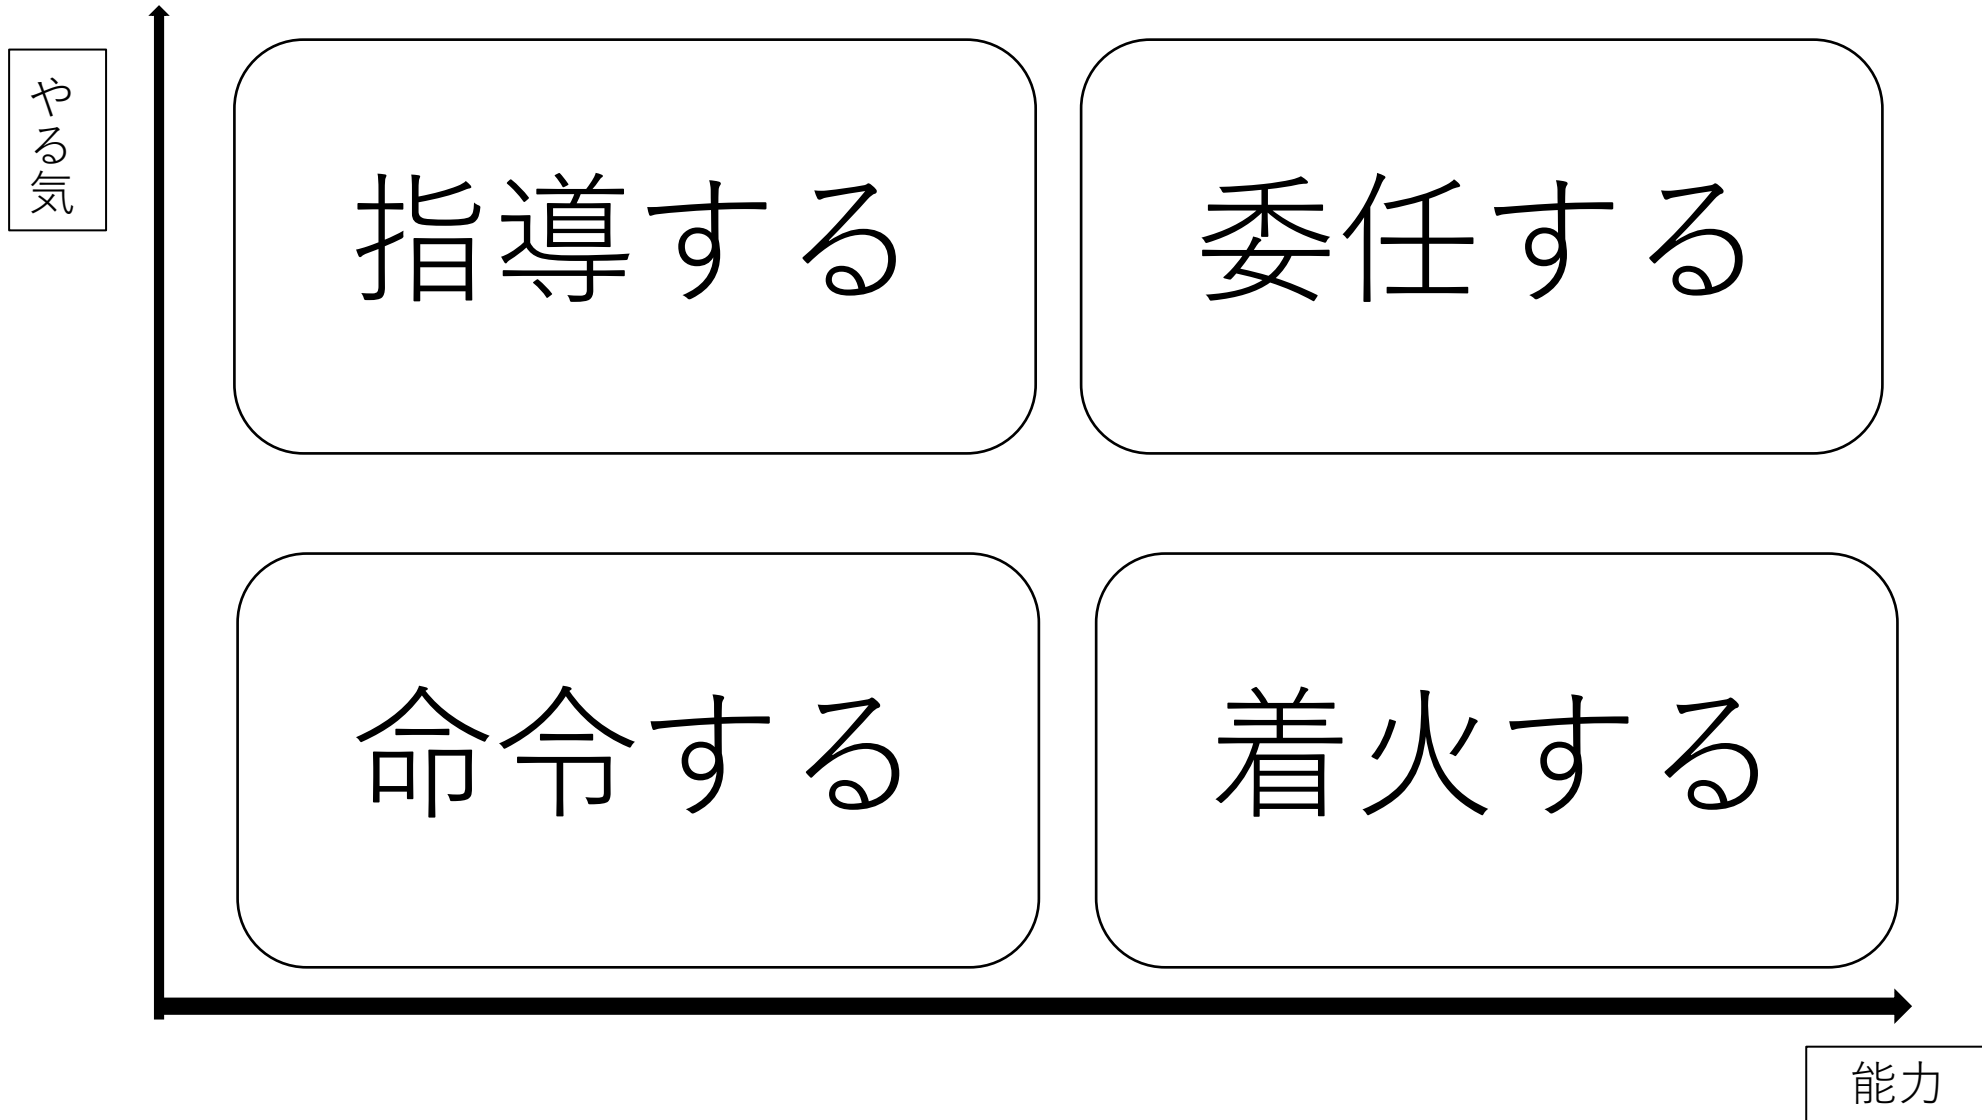 やる気
指導する
委任する
命令する
着火する
能力